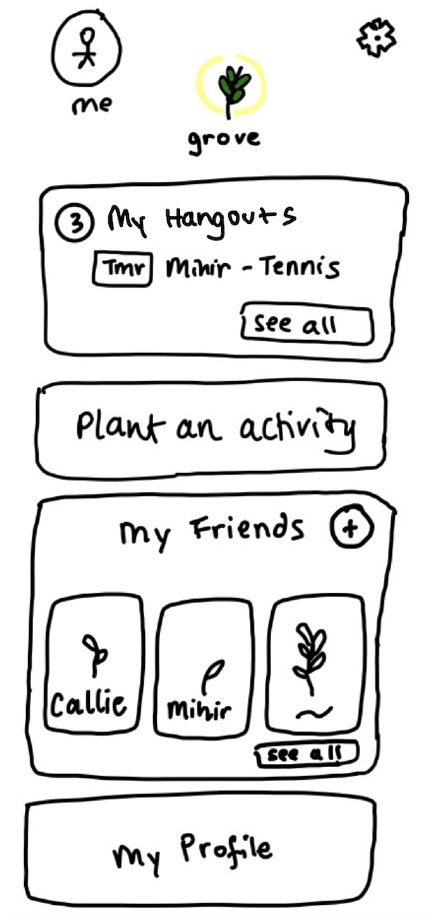 me
grove
3 My Hangouts
Tmr Mihir - Tennis
see all
Plant an activity
my Friends +
Callie
Mihir
see all
My Profile